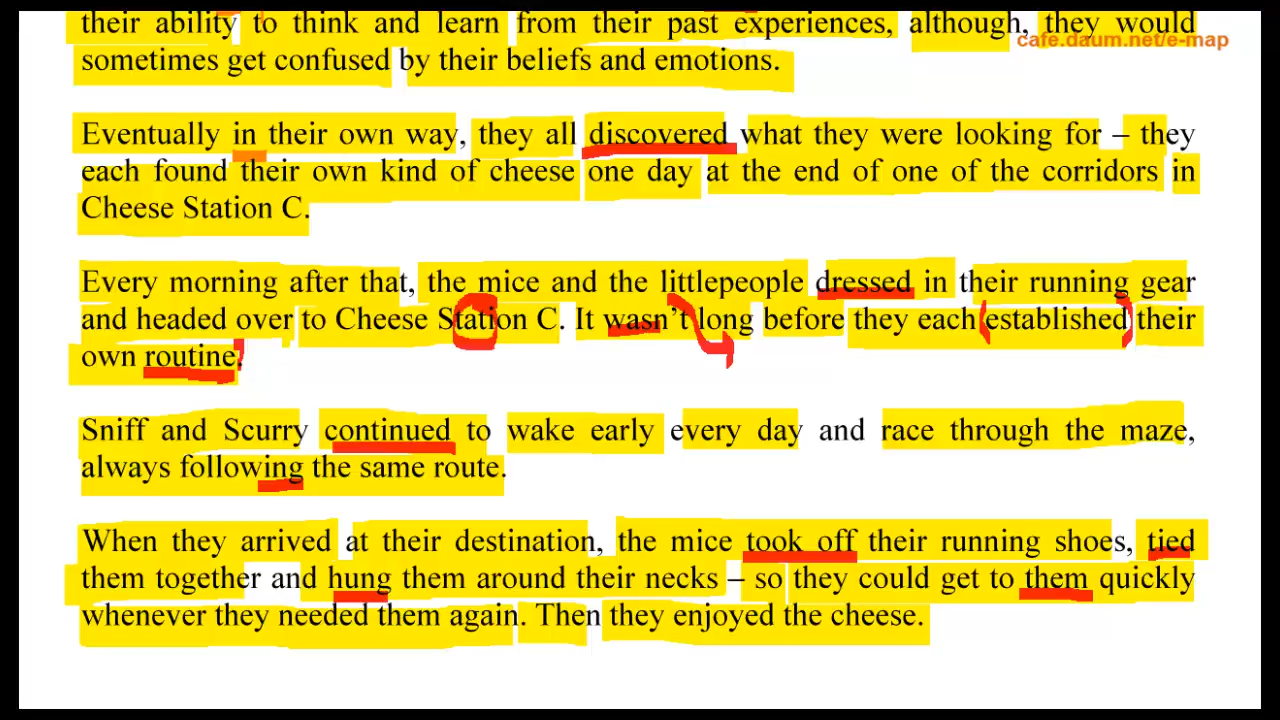 their ability to think and learn from their past experiences, although, they would
cafe.daum.net/e-map
sometimes get confused by their beliefs and emotions.
Eventually in their own way, they all discovered what they were looking for – they
each found their own kind of cheese one day at the end of one of the corridors in
Cheese Station C.
Every morning after that, the mice and the littlepeople dressed in their running gear
and headed over to Cheese Station C. It wasn't long before they each established their
own routine.
Sniff and Scurry continued to wake early every day and race through the maze,
always following the same route.
When they arrived at their destination, the mice took off their running shoes, tied
them together and hung them around their necks – so they could get to them quickly
whenever they needed them again. Then they enjoyed the cheese.